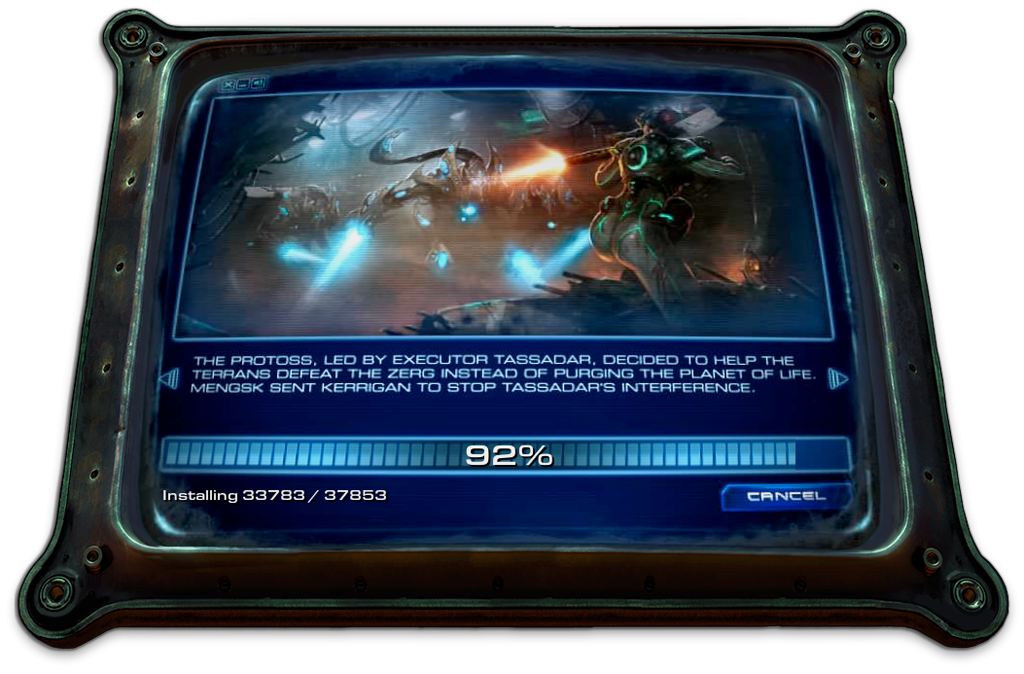 THE PROTOSS, LED BY EXECUTOR TASSADAR, DECIDED TO HELP THE
TERRANS DEFEAT THE ZERG INSTEAD OF PURGING THE PLANET OF LIFE.
MENGSK SENT KERRIGAN TO STOP TASSADAR'S INTERFERENCE.
92%
Installing 33783 / 37853
CANCEL